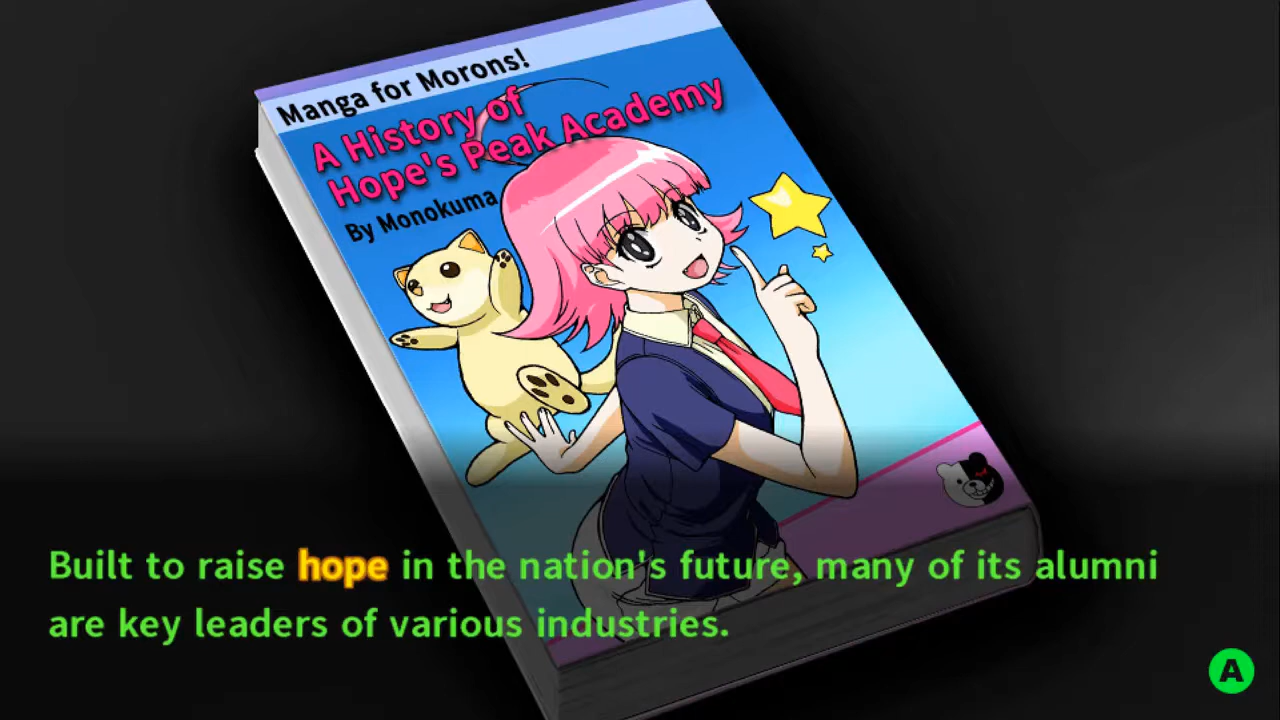 Manga for Morons!
A History of
Hope's Peak Academy
By Monokuma
Built to raise hope in the nation's future, many of its alumni
are key leaders of various industries.
A